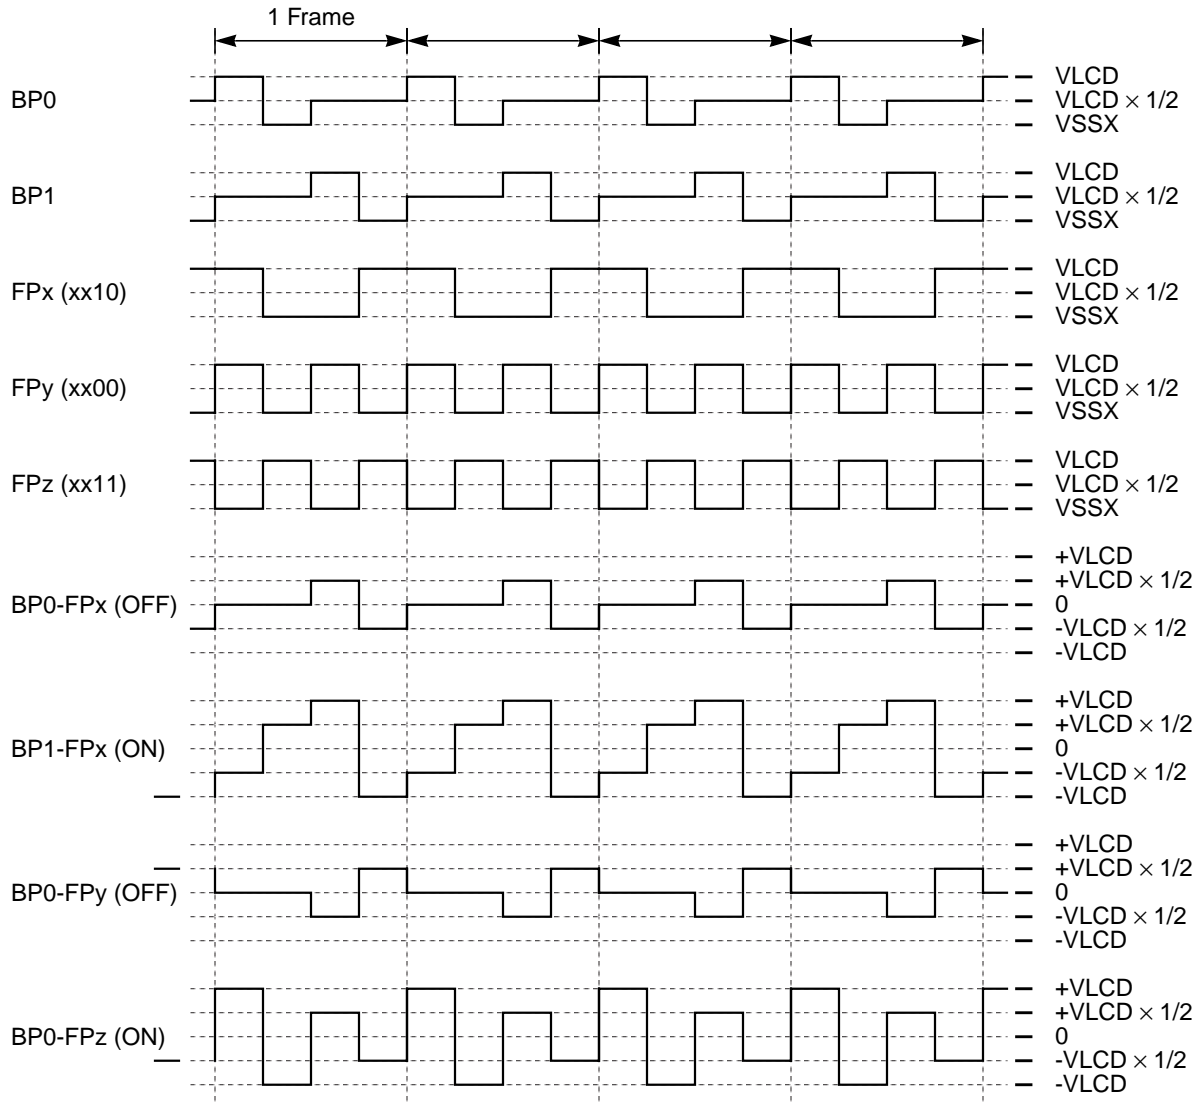 1 Frame
BP0
VLCD
VLCD × 1/2
VSSX
BP1
VLCD
VLCD × 1/2
VSSX
FPx (xx10)
VLCD
VLCD × 1/2
VSSX
FPy (xx00)
VLCD
VLCD × 1/2
VSSX
FPz (xx11)
VLCD
VLCD × 1/2
VSSX
BP0-FPx (OFF)
+VLCD
+VLCD × 1/2
0
-VLCD × 1/2
-VLCD
BP1-FPx (ON)
+VLCD
+VLCD × 1/2
0
-VLCD × 1/2
-VLCD
BP0-FPy (OFF)
+VLCD
+VLCD × 1/2
0
-VLCD × 1/2
-VLCD
BP0-FPz (ON)
+VLCD
+VLCD × 1/2
0
-VLCD × 1/2
-VLCD